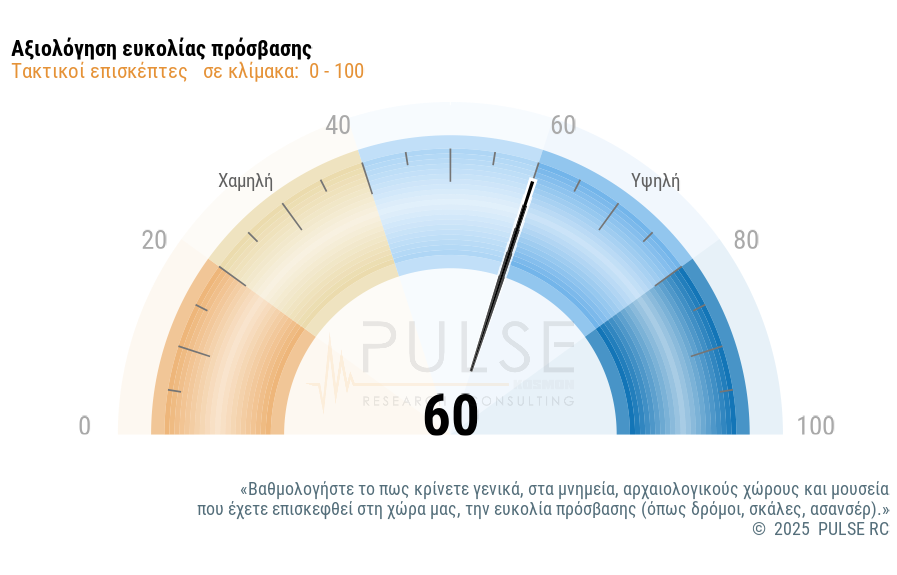 Αξιολόγηση ευκολίας πρόσβασης
Τακτικοί επισκέπτες σε κλίμακα: 0 - 100
40
60
Χαμηλή
Υψηλή
20
80
PULSE
RESEARCH CONSULTING
0
60
100
«Βαθμολογήστε το πως κρίνετε γενικά, στα μνημεία, αρχαιολογικούς χώρους και μουσεία
που έχετε επισκεφθεί στη χώρα μας, την ευκολία πρόσβασης (όπως δρόμοι, σκάλες, ασανσέρ).»
© 2025 PULSE RC